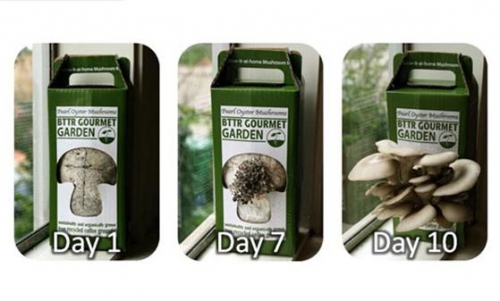 Pearl Oyster Mushrooms
BTTR GOURMET
GARDEN
Day 1
Pearl Oyster Mushrooms
BTTR GOURMET
GARDEN
Day 7
Pearl Oyster Mushrooms
BTTR GOURMET
GARDEN
Day 10